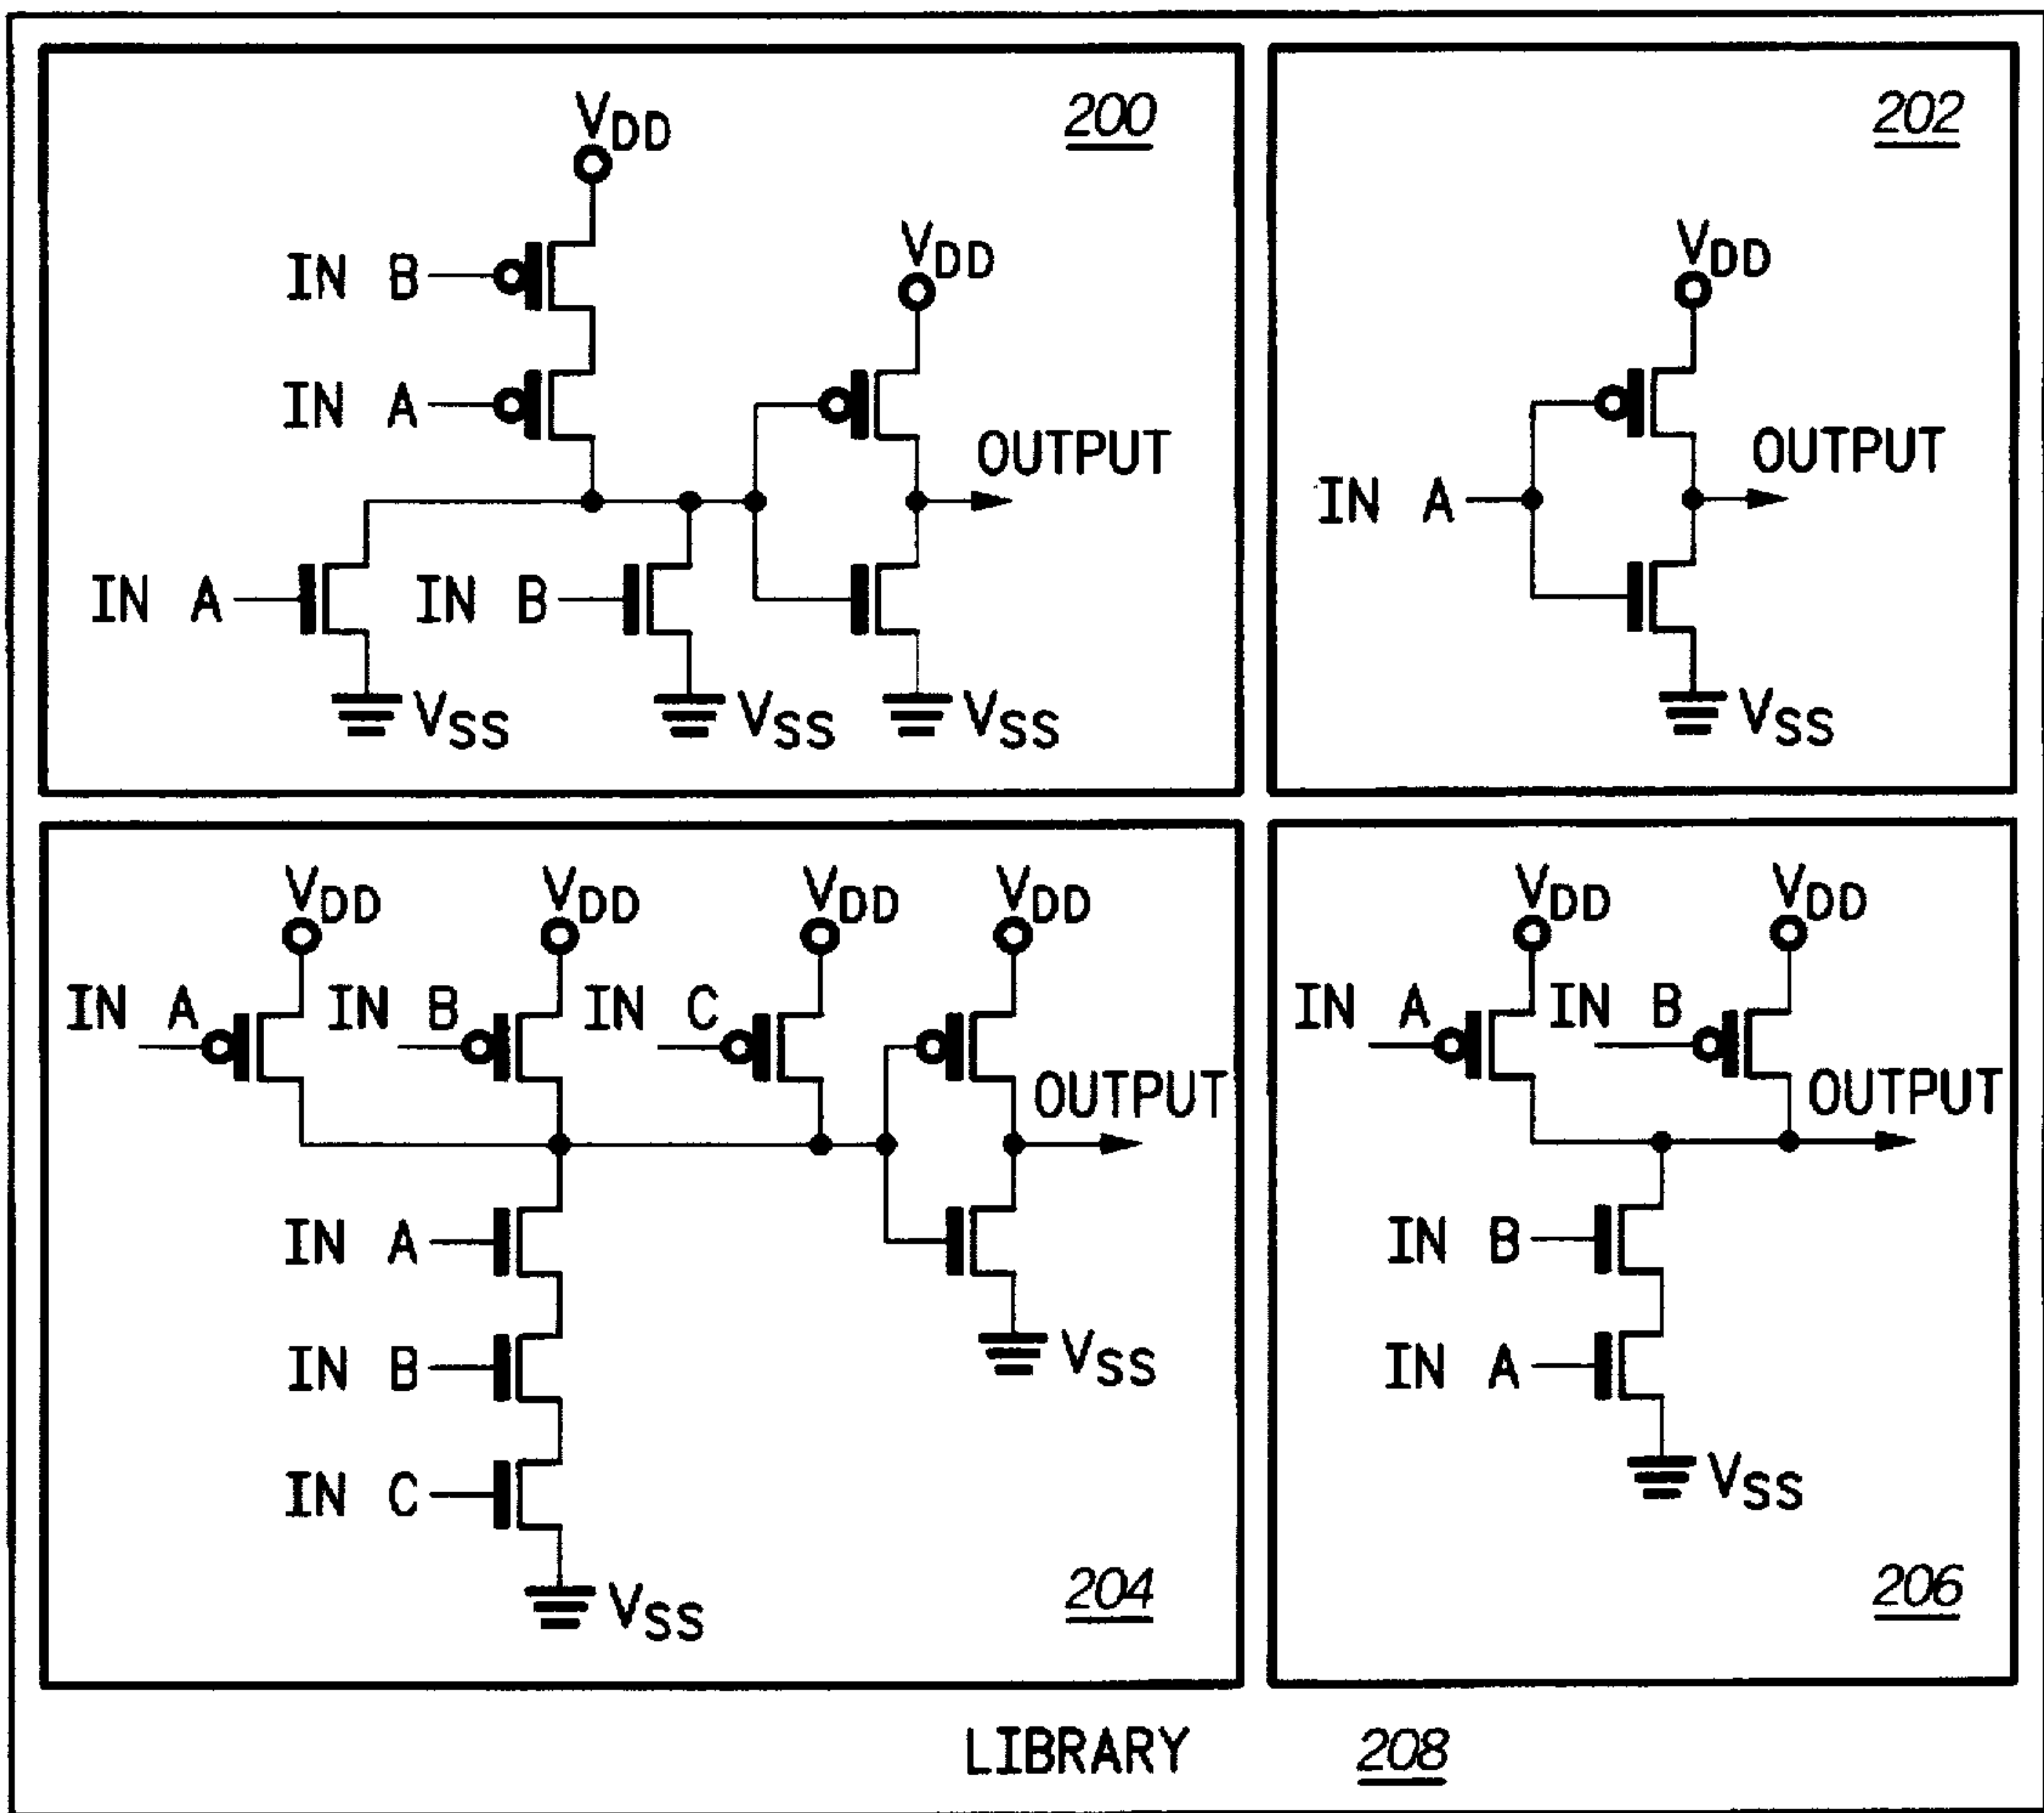 200
VDD
VDD
IN B
IN A
OUTPUT
IN A
IN B
VSS
VSS
VSS
202
VDD
OUTPUT
IN A
VSS
VDD
VDD
VDD
VDD
IN A
IN B
IN C
OUTPUT
IN A
IN B
VSS
IN C
VSS
204
VDD
VDD
IN A
IN B
OUTPUT
IN B
IN A
VSS
206
LIBRARY 208